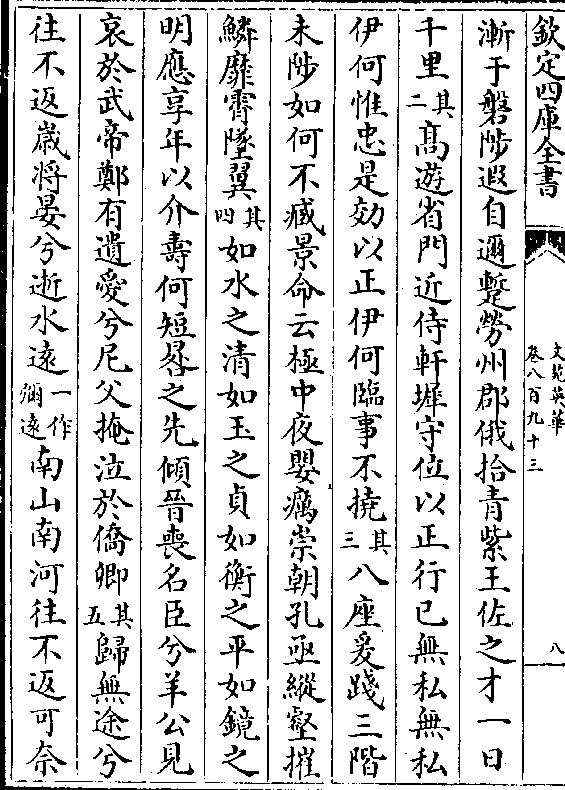 欽定四庫全書
文苑英華
卷八百九十三
八
漸于磐陟遐自邇蹔勞州郡俄拾青紫王佐之才一日
千里其二高遊省門近侍軒墀守位以正行已無私無私
伊何惟忠是効以正伊何臨事不撓其三八座爰踐三階
未陟如何不臧景命云極中夜嬰癘崇朝孔亟縱壑摧
鱗靡霄墜翼其四如水之清如玉之貞如衡之平如鏡之
明應享年以介壽何短晷之先傾晉喪名臣兮羊公見
哀於武帝鄭有遺愛兮尼父掩泣於僑卿其五歸無途兮
往不返嵗將晏兮逝水遠一作彌遠南山南河往不返可奈